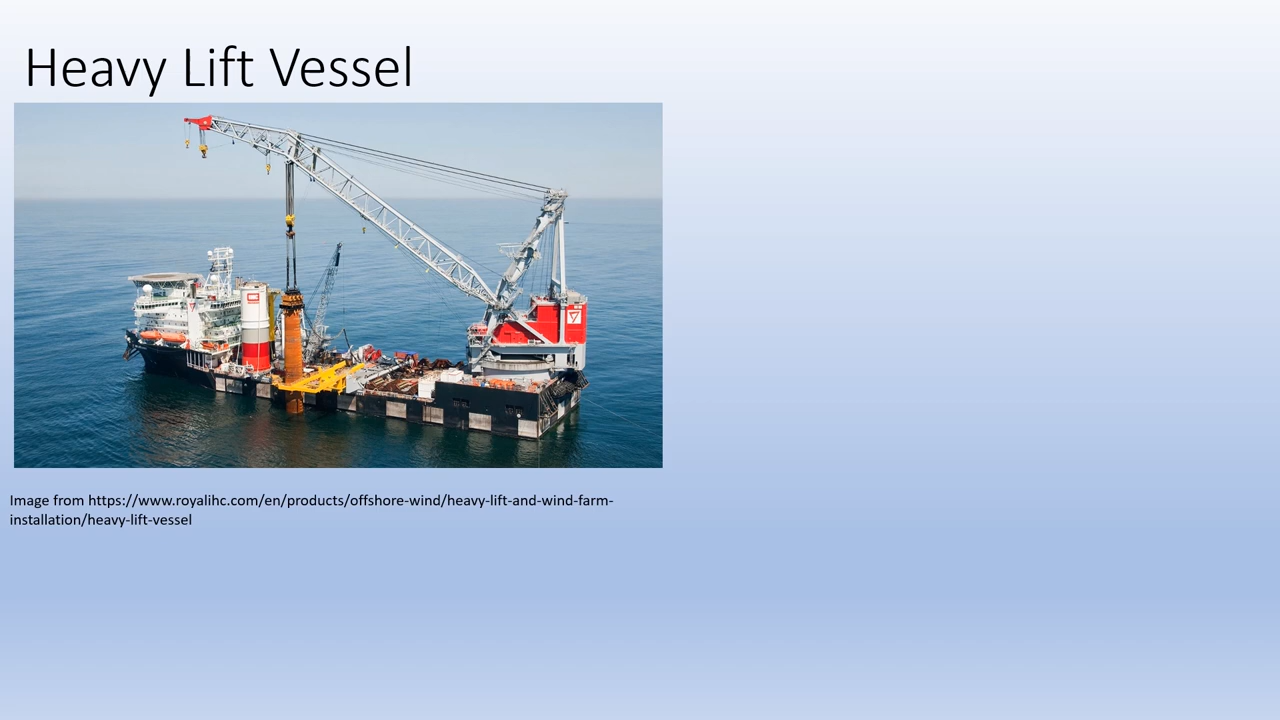 Heavy Lift Vessel
Image from https://www.royalihc.com/en/products/offshore-wind/heavy-lift-and-wind-farm-
installation/heavy-lift-vessel